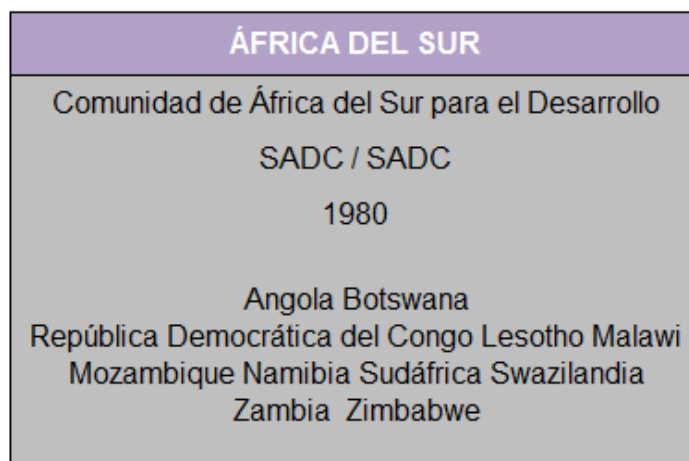 ÁFRICA DEL SUR
Comunidad de África del Sur para el Desarrollo
SADC / SADC
1980
Angola Botswana
República Democrática del Congo Lesotho Malawi
Mozambique Namibia Sudáfrica Swazilandia
Zambia  Zimbabwe